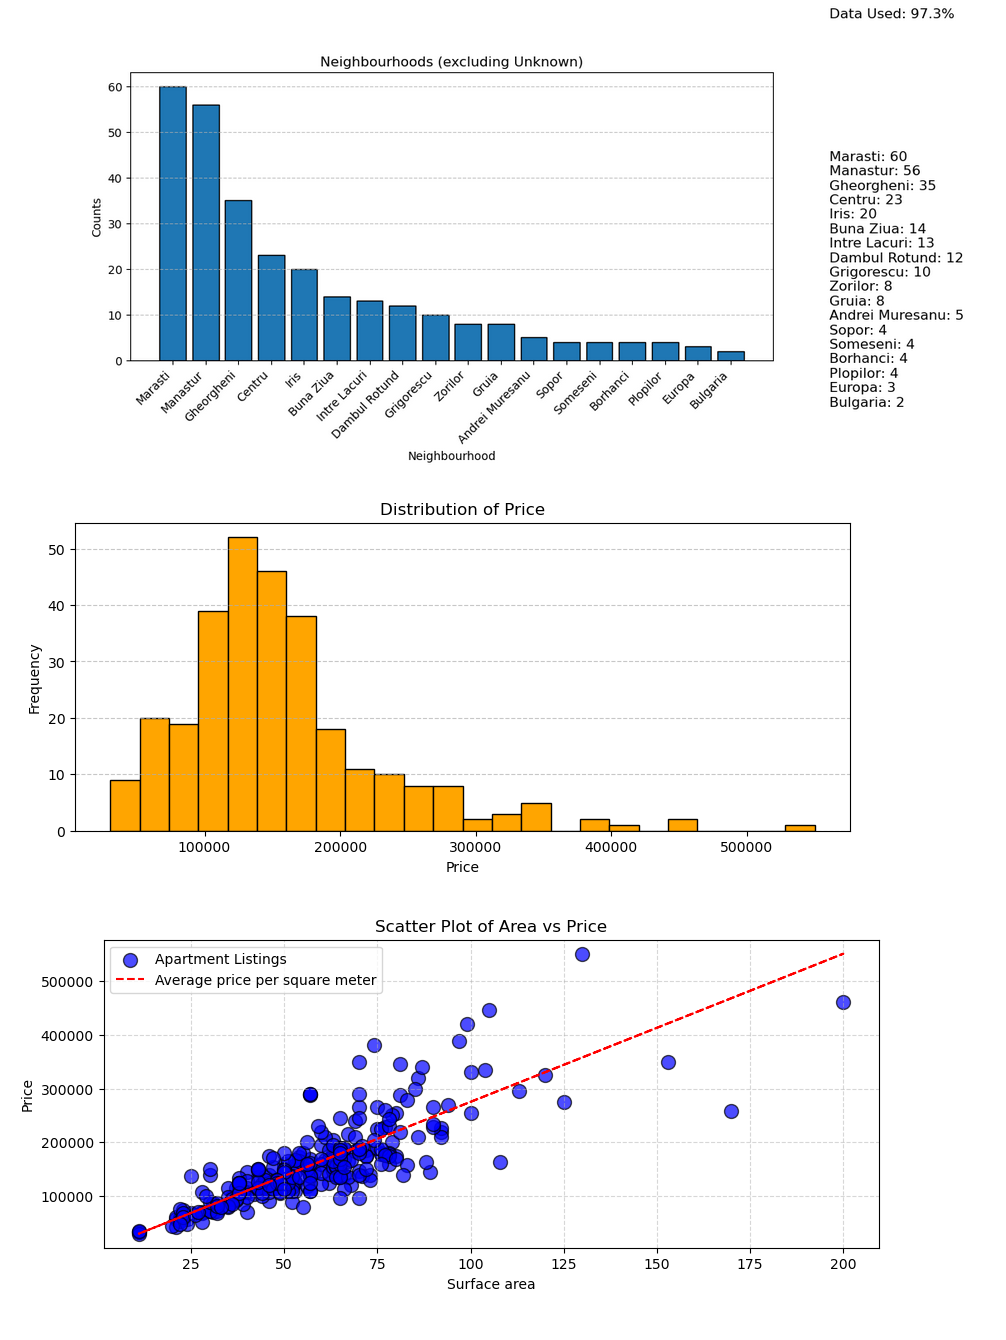 Data Used: 97.3%
Neighbourhoods (excluding Unknown)
60
50
40
30
20
10
0
Counts
Marasti
Manastur
Gheorgheni
Centru
Iris
Buna Ziua
Intre Lacuri
Dambul Rotund
Grigorescu
Zorilor
Gruia
Andrei Muresanu
Sopor
Someseni
Borhanci
Plopilor
Europa
Bulgaria
Neighbourhood
Marasti: 60
Manastur: 56
Gheorgheni: 35
Centru: 23
Iris: 20
Buna Ziua: 14
Intre Lacuri: 13
Dambul Rotund: 12
Grigorescu: 10
Zorilor: 8
Gruia: 8
Andrei Muresanu: 5
Sopor: 4
Someseni: 4
Borhanci: 4
Plopilor: 4
Europa: 3
Bulgaria: 2
Distribution of Price
50
40
30
20
10
0
Frequency
100000 200000 300000 400000 500000
Price
Scatter Plot of Area vs Price
Apartment Listings
Average price per square meter
500000
400000
300000
200000
100000
Price
25 50 75 100 125 150 175 200
Surface area